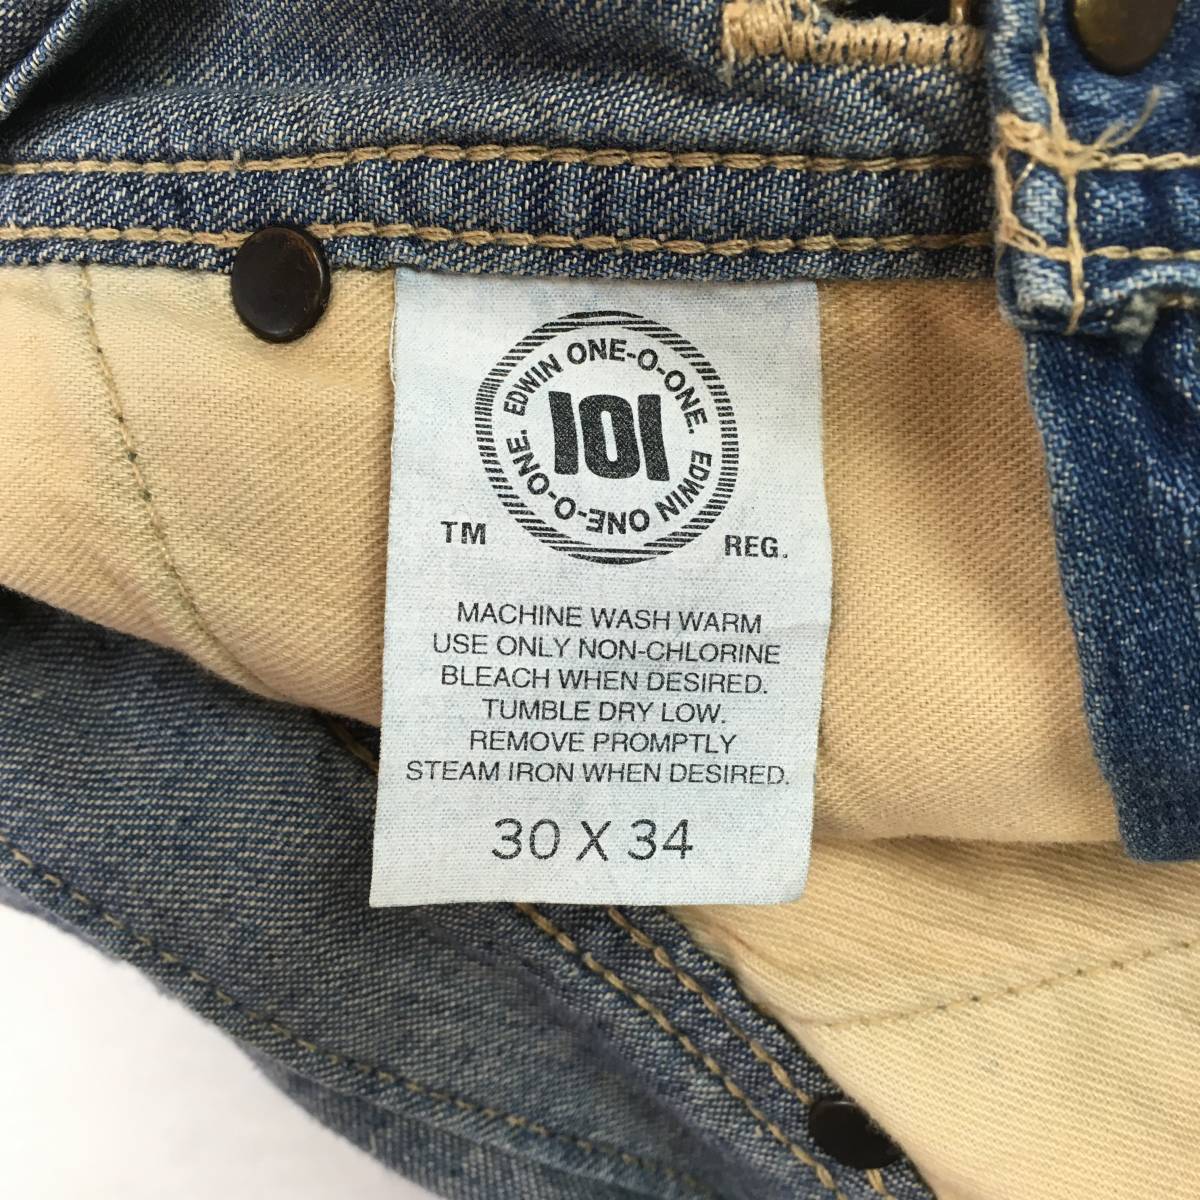 EDWIN ONE-O-ONE. EDWIN ONE-O-ONE.
101
TM
REG.
MACHINE WASH WARM
USE ONLY NON-CHLORINE
BLEACH WHEN DESIRED.
TUMBLE DRY LOW.
REMOVE PROMPTLY
STEAM IRON WHEN DESIRED.
30 X 34